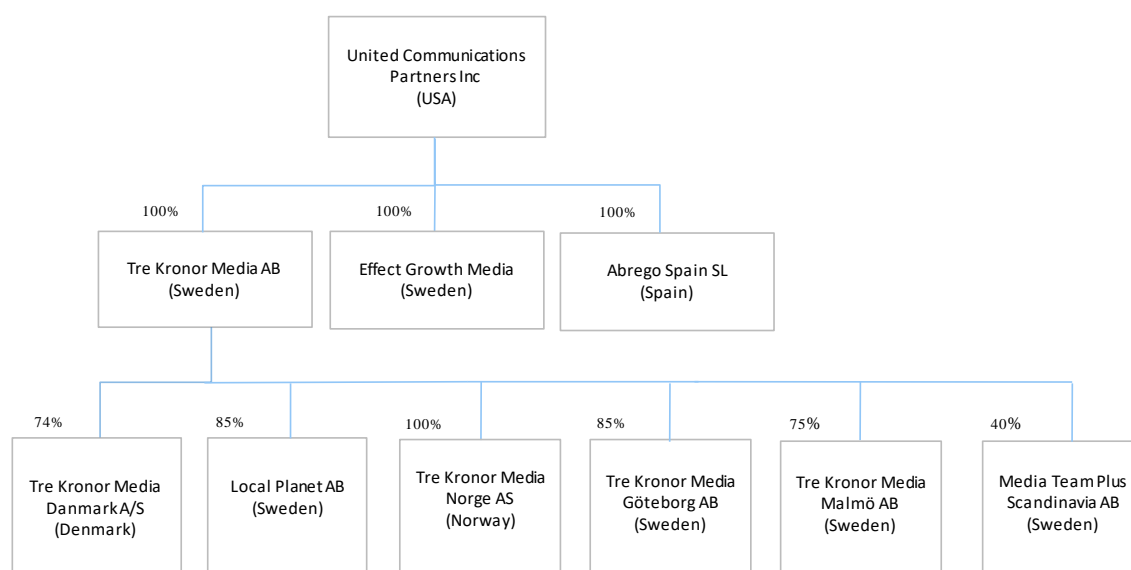 United Communications
Partners Inc
(USA)
100%
100%
100%
Tre Kronor Media AB
(Sweden)
Effect Growth Media
(Sweden)
Abrego Spain SL
(Spain)
74%
85%
100%
85%
75%
40%
Tre Kronor Media
Danmark A/S
(Denmark)
Local Planet AB
(Sweden)
Tre Kronor Media
Norge AS
(Norway)
Tre Kronor Media
Göteborg AB
(Sweden)
Tre Kronor Media
Malmö AB
(Sweden)
Media Team Plus
Scandinavia AB
(Sweden)